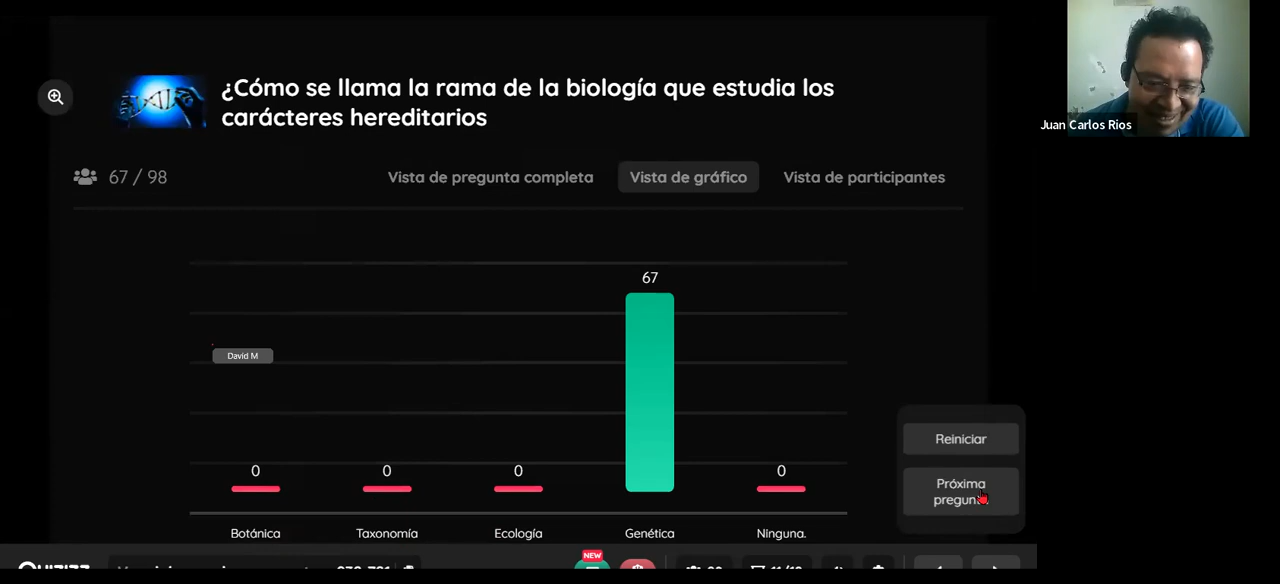 ¿Cómo se llama la rama de la biología que estudia los
carácteres hereditarios
Juan Carlos Rios
67 / 98
Vista de pregunta completa
Vista de gráfico
Vista de participantes
67
David M
Reiniciar
0
0
0
0
Próxima
Botánica
Taxonomía
Ecología
Genética
Ninguna.
NEW
Quizizz